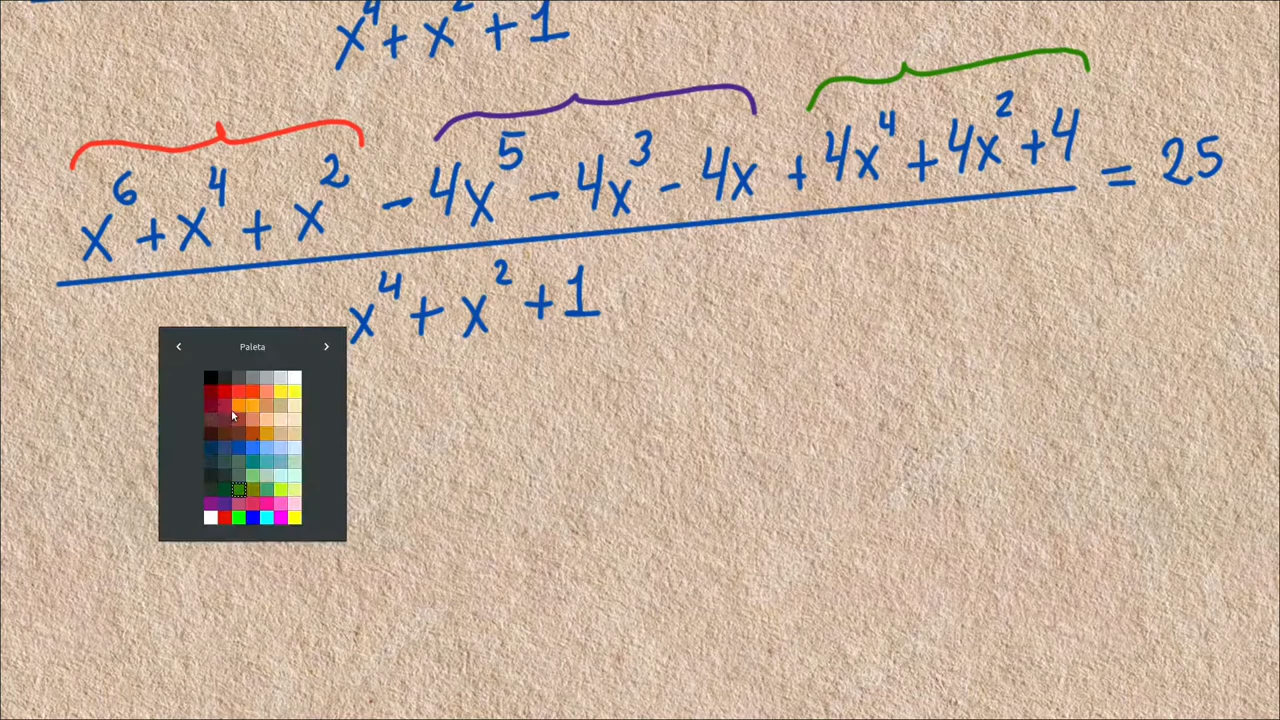 x⁴ + x² + 1
x⁶ + x⁴ + x² - 4x⁵ - 4x³ - 4x + 4x⁴ + 4x² + 4 = 25
x⁴ + x² + 1
Paleta